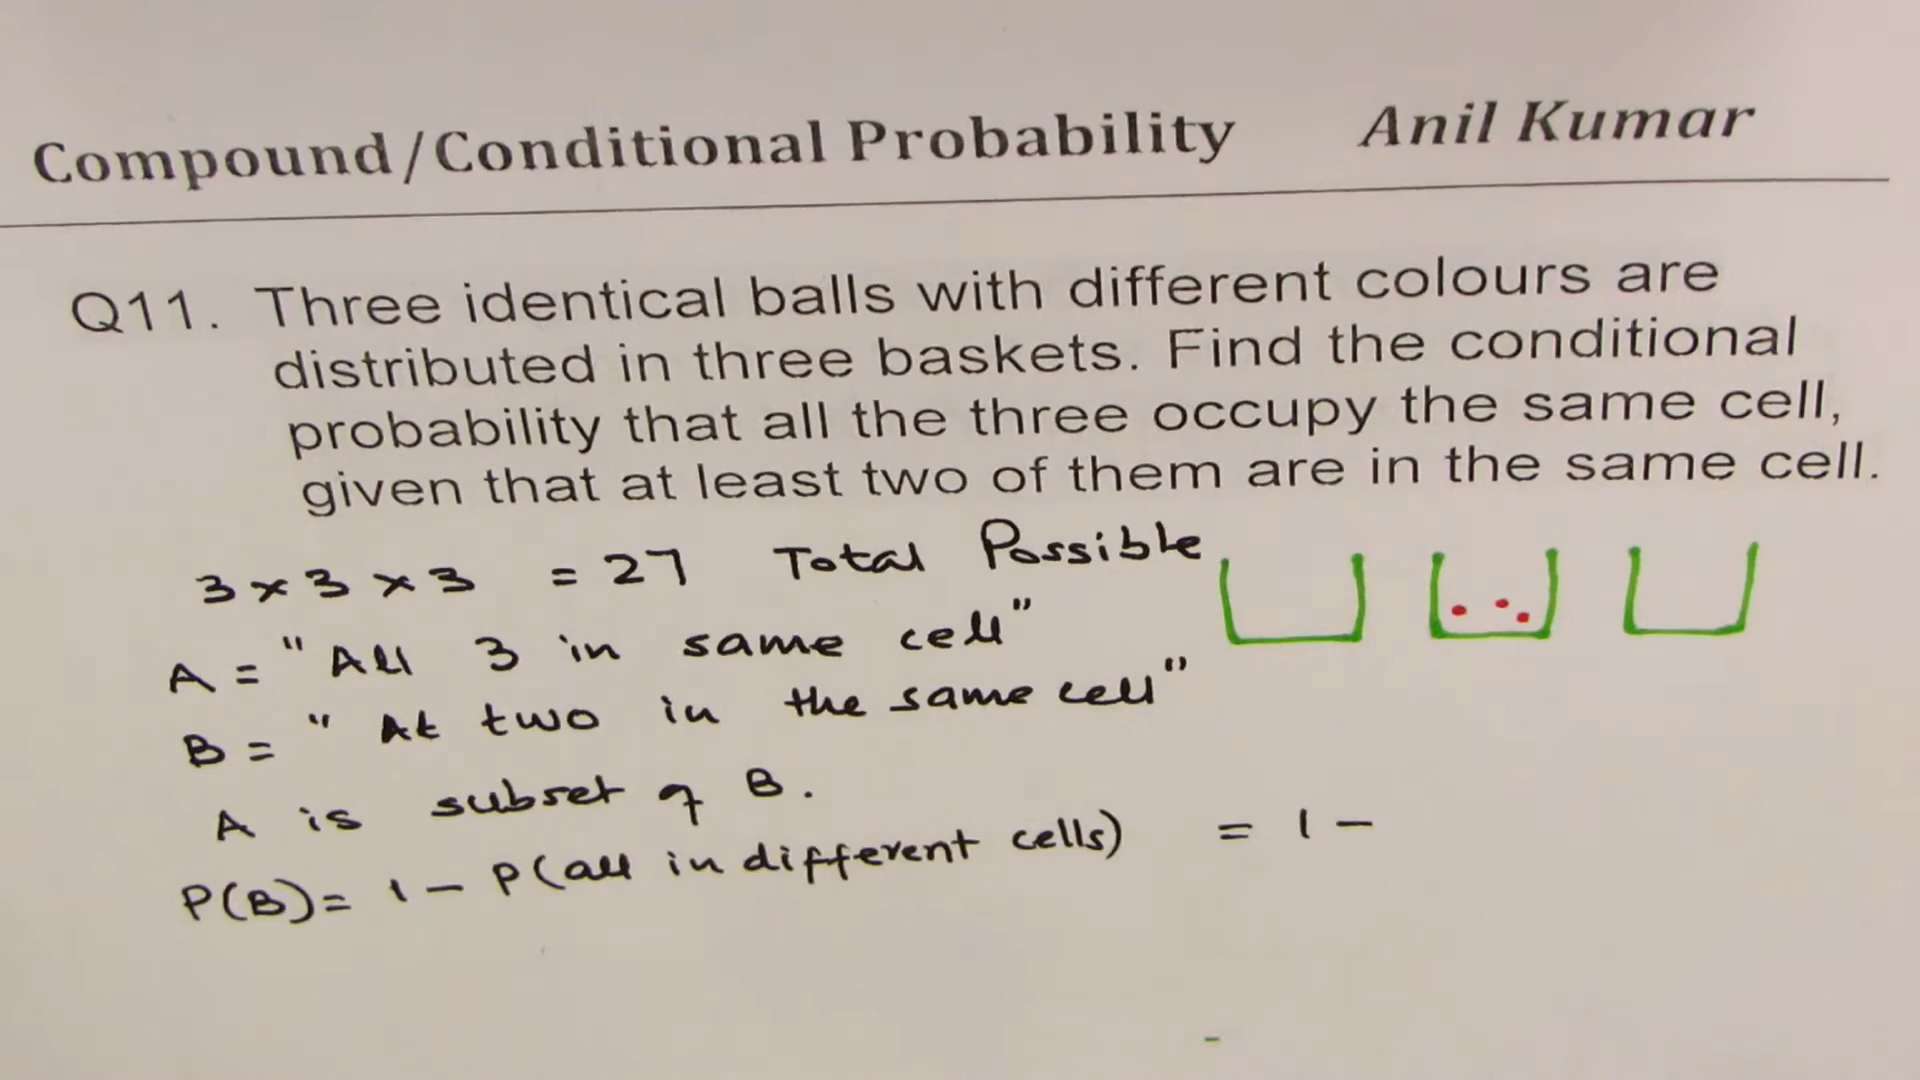 Compound/Conditional Probability Anil Kumar
Q11. Three identical balls with different colours are
distributed in three baskets. Find the conditional
probability that all the three occupy the same cell,
given that at least two of them are in the same cell.
3 × 3 × 3 = 27 Total Possible
A = "All 3 in same cell"
B = " At two in the same cell"
A is subset of B.
P(B) = 1 - P(all in different cells) = 1 -